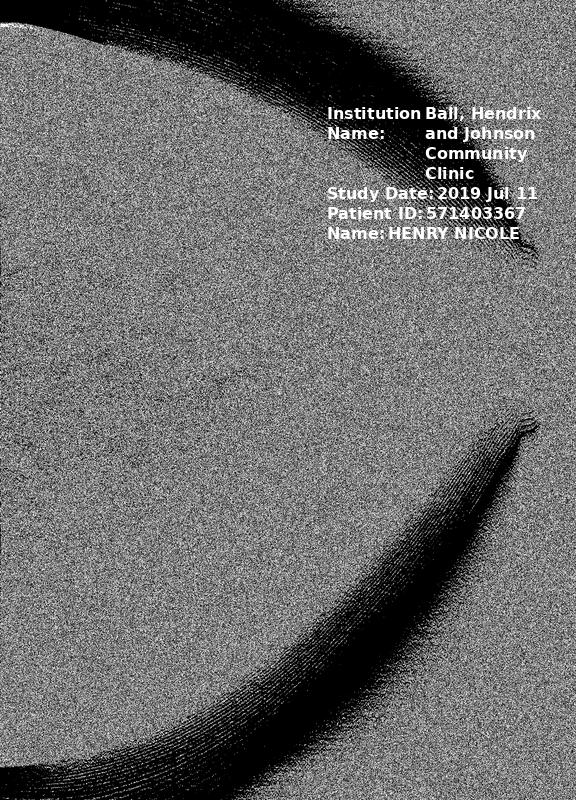 Institution Ball, Hendrix
Name: and Johnson
Community
Clinic
Study Date: 2019 Jul 11
Patient ID: 571403367
Name: HENRY NICOLE